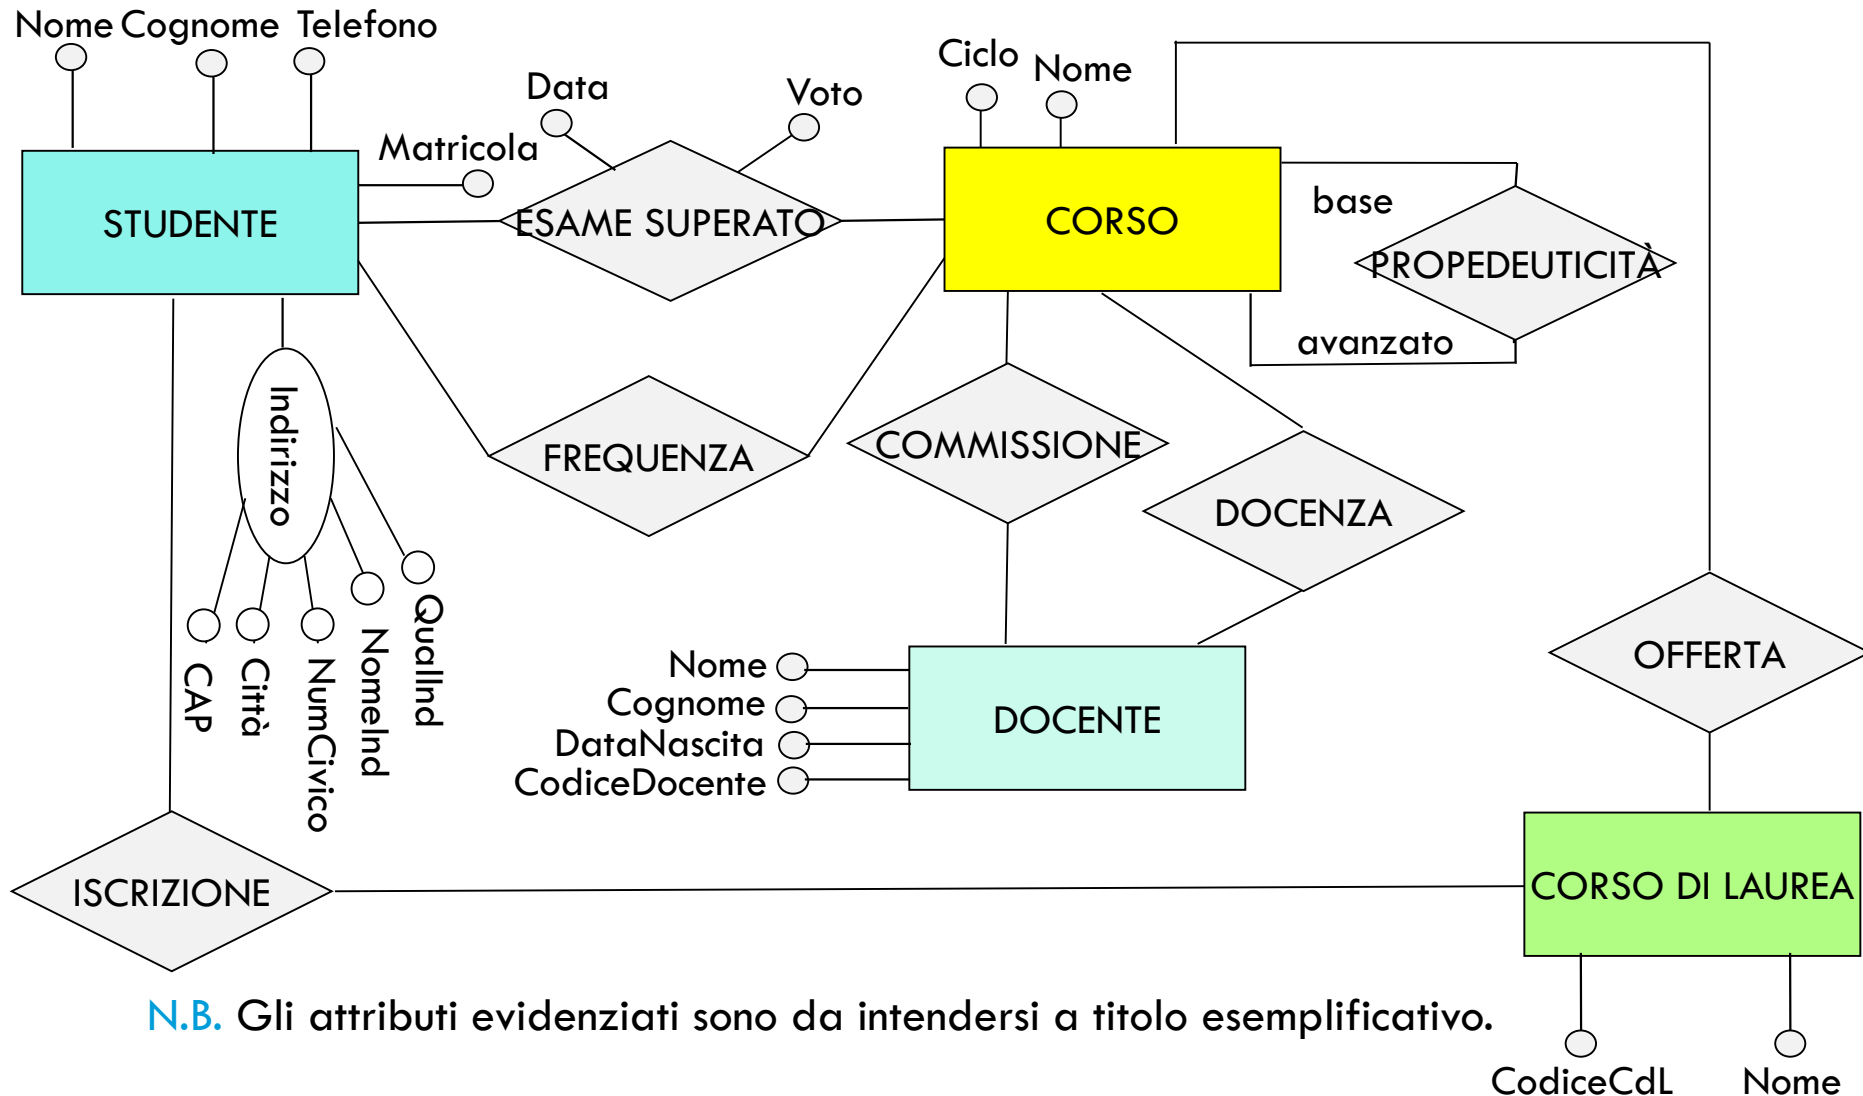 Nome Cognome Telefono
Ciclo
Nome
Data
Voto
Matricola
STUDENTE
ESAME SUPERATO
CORSO
base
PROPEDEUTICITÀ
avanzato
Indirizzo
FREQUENZA
COMMISSIONE
DOCENZA
CAP
Città
NumCivico
NomeInd
QualInd
Nome
Cognome
DataNascita
CodiceDocente
DOCENTE
OFFERTA
ISCRIZIONE
CORSO DI LAUREA
N.B. Gli attributi evidenziati sono da intendersi a titolo esemplificativo.
CodiceCdL
Nome